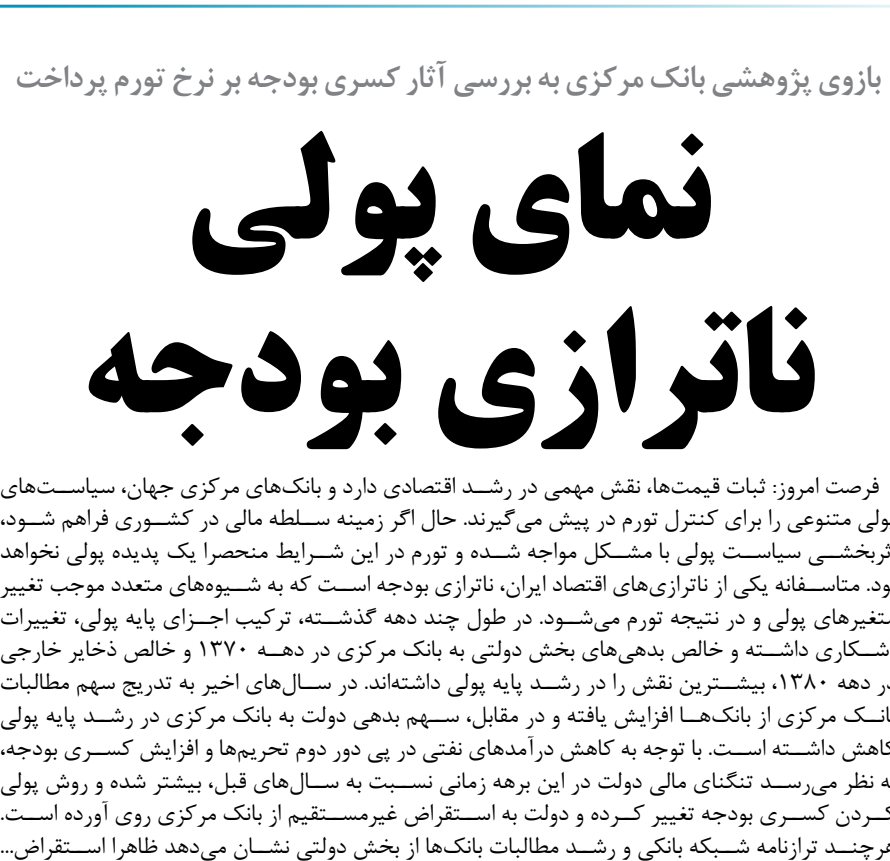 بازوی پژوهشی بانک مرکزی به بررسی آثار کسری بودجه بر نرخ تورم پرداخت
نمای پولی
ناترازی بودجه
فرصت امروز: ثبات قیمت‌ها، نقش مهمی در رشد اقتصادی دارد و بانک‌های مرکزی جهان، سیاست‌های
پولی متنوعی را برای کنترل تورم در پیش می‌گیرند. حال اگر زمینه سلطه مالی در کشوری فراهم شود،
اثربخشی سیاست پولی با مشکل مواجه شده و تورم در این شرایط منحصرا یک پدیده پولی نخواهد
بود. متاسفانه یکی از ناترازی‌های اقتصاد ایران، ناترازی بودجه است که به شیوه‌های متعدد موجب تغییر
متغیرهای پولی و در نتیجه تورم می‌شود. در طول چند دهه گذشته، ترکیب اجزای پایه پولی، تغییرات
آشکاری داشته و خالص بدهی‌های بخش دولتی به بانک مرکزی در دهه ۱۳۷۰ و خالص ذخایر خارجی
در دهه ۱۳۸۰، بیشترین نقش را در رشد پایه پولی داشته‌اند. در سال‌های اخیر به تدریج سهم مطالبات
بانک مرکزی از بانک‌ها افزایش یافته و در مقابل، سهم بدهی دولت به بانک مرکزی در رشد پایه پولی
کاهش داشته است. با توجه به کاهش درآمدهای نفتی در پی دور دوم تحریم‌ها و افزایش کسری بودجه،
به نظر می‌رسد تنگنای مالی دولت در این برهه زمانی نسبت به سال‌های قبل، بیشتر شده و روش پولی
کردن کسری بودجه تغییر کرده و دولت به استقراض غیرمستقیم از بانک مرکزی روی آورده است.
هرچند ترازنامه شبکه بانکی و رشد مطالبات بانک‌ها از بخش دولتی نشان می‌دهد ظاهرا استقراض...